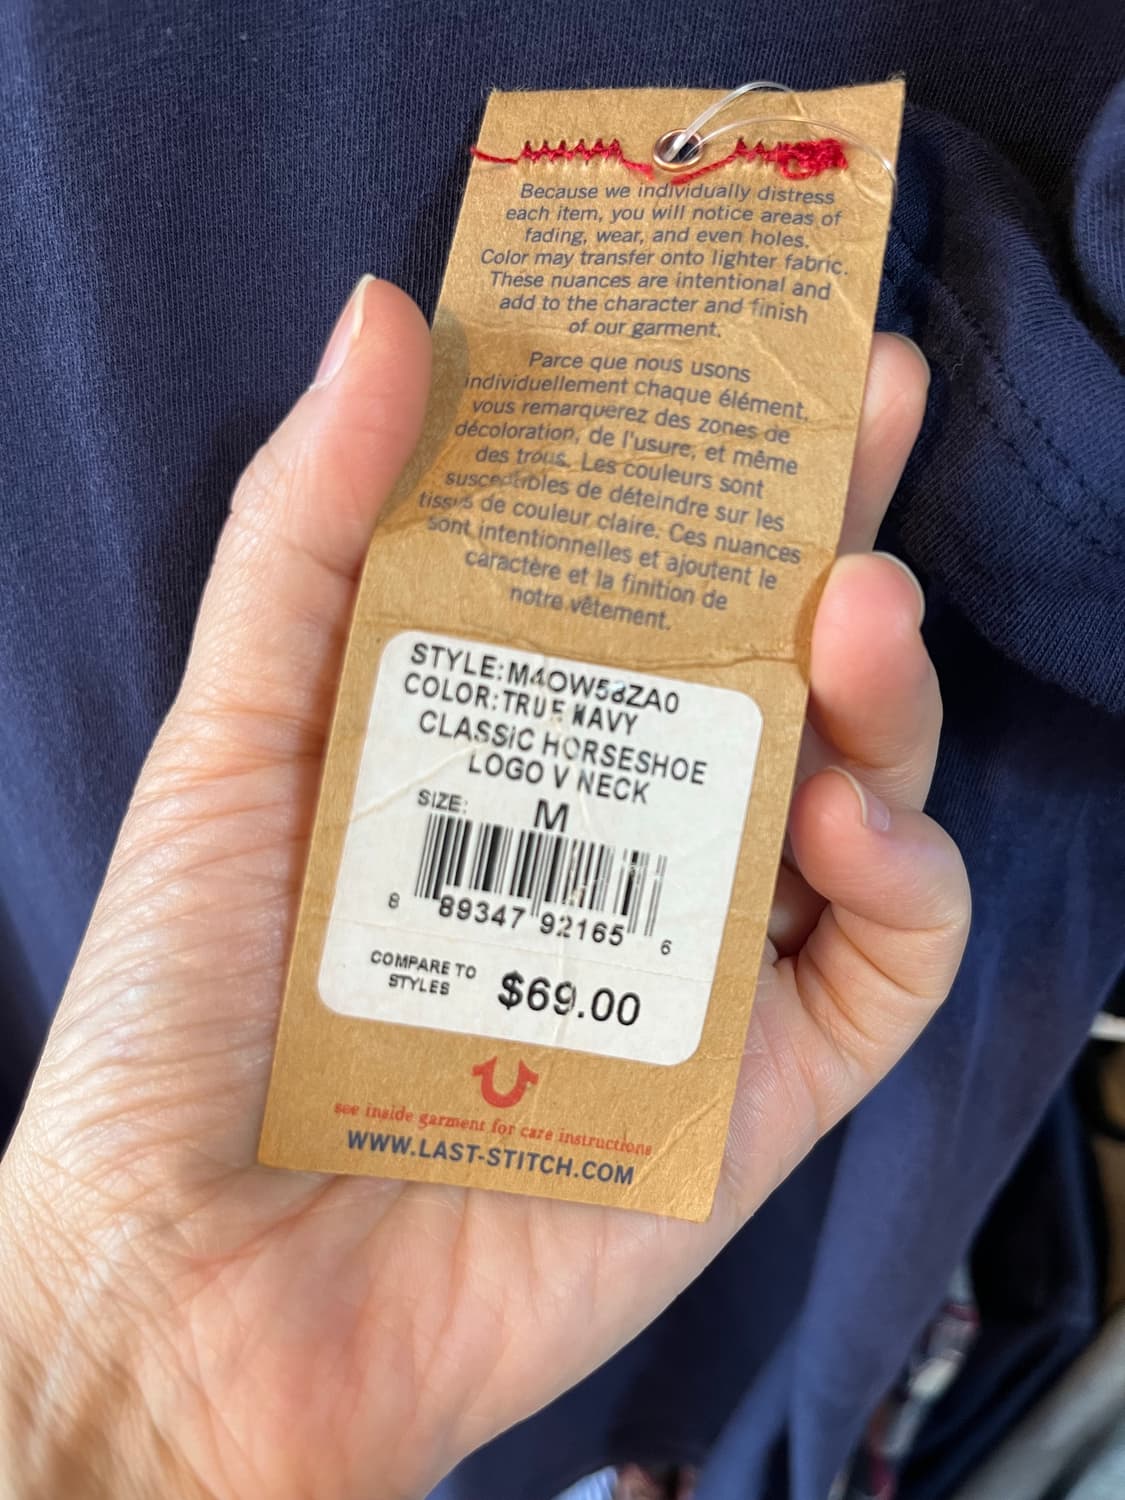 Because we individually distress
each item, you will notice areas of
fading, wear, and even holes.
Color may transfer onto lighter fabric.
These nuances are intentional and
add to the character and finish
of our garment.
Parce que nous usons
individuellement chaque élément,
vous remarquerez des zones de
décoloration, de l'usure, et même
des trous. Les couleurs sont
susceptibles de déteindre sur les
tissus de couleur claire. Ces nuances
sont intentionnelles et ajoutent le
caractère et la finition de
notre vêtement.
STYLE:
COLOR:TRUE NAVY
CLASSIC HORSESHOE
LOGO V NECK
SIZE: M
8 89347 92165 6
COMPARE TO
STYLES $69.00
see inside garment for care instructions
WWW.LAST-STITCH.COM